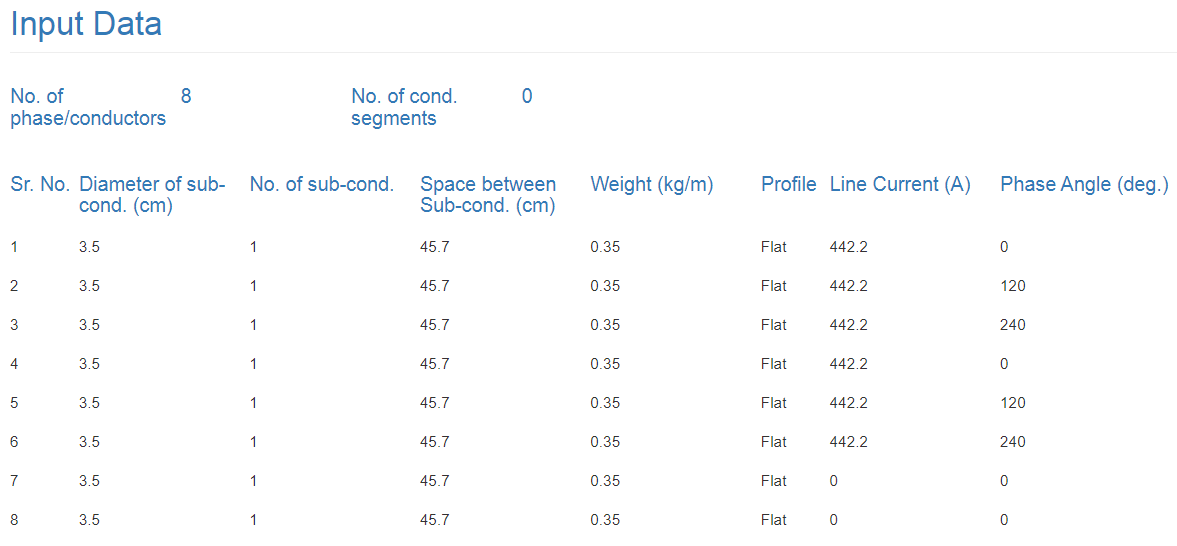 Input Data
No. of 8 No. of cond. 0
phase/conductors segments
Sr. No. Diameter of sub- No. of sub-cond. Space between Weight (kg/m) Profile Line Current (A) Phase Angle (deg.)
cond. (cm) Sub-cond. (cm)
1 3.5 1 45.7 0.35 Flat 442.2 0
2 3.5 1 45.7 0.35 Flat 442.2 120
3 3.5 1 45.7 0.35 Flat 442.2 240
4 3.5 1 45.7 0.35 Flat 442.2 0
5 3.5 1 45.7 0.35 Flat 442.2 120
6 3.5 1 45.7 0.35 Flat 442.2 240
7 3.5 1 45.7 0.35 Flat 0 0
8 3.5 1 45.7 0.35 Flat 0 0